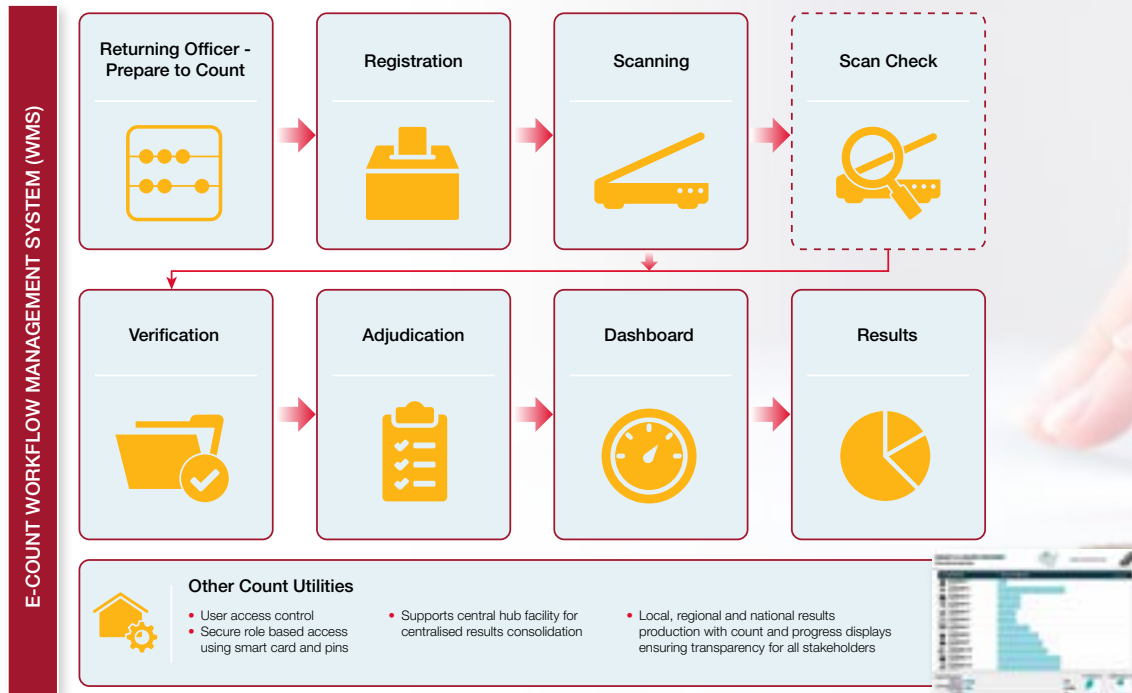 E-COUNT WORKFLOW MANAGEMENT SYSTEM (WMS)
Returning Officer -
Prepare to Count
Registration
Scanning
Scan Check
Verification
Adjudication
Dashboard
Results
Other Count Utilities
• User access control
• Secure role based access
using smart card and pins
• Supports central hub facility for
centralised results consolidation
• Local, regional and national results
production with count and progress displays
ensuring transparency for all stakeholders